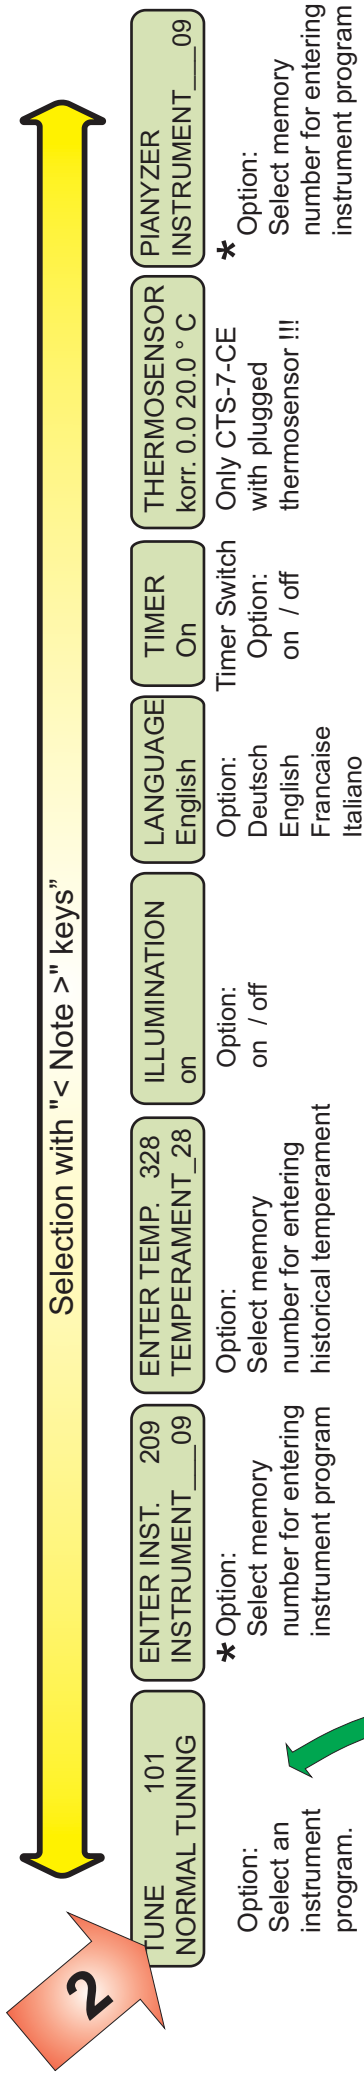 2
Selection with "< Note >" keys”
TUNE 101
NORMAL TUNING
Option:
Select an
instrument
program.
ENTER INST. 209
INSTRUMENT___09
* Option:
Select memory
number for entering
instrument program
ENTER TEMP. 328
TEMPERAMENT_28
Option:
Select memory
number for entering
historical temperament
ILLUMINATION
on
Option:
on / off
LANGUAGE
English
Option:
Deutsch
English
Francaise
Italiano
TIMER
On
Timer Switch
Option:
on / off
THERMOSENSOR
korr. 0.0 20.0 ° C
Only CTS-7-CE
with plugged
thermosensor !!!
PIANYZER
INSTRUMENT___09
* Option:
Select memory
number for entering
instrument program